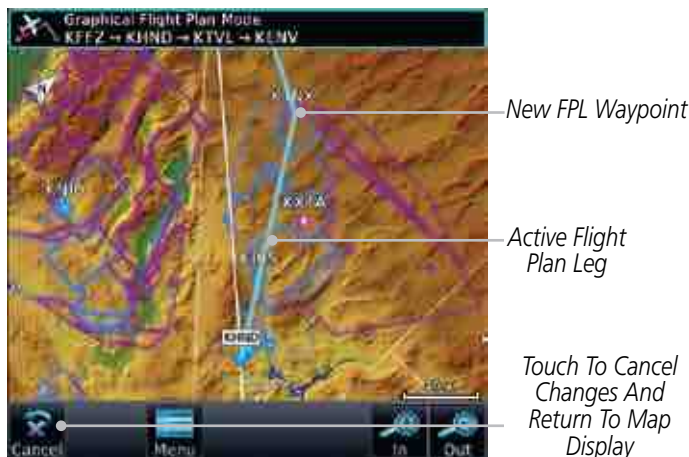 Graphical Flight Plan Mode
KFFZ → KHND → KTVL → KENV
New FPL Waypoint
KXTA
Active Flight
Plan Leg
KHND
Touch To Cancel
Changes And
Return To Map
Display
Cancel
Menu
In
Out